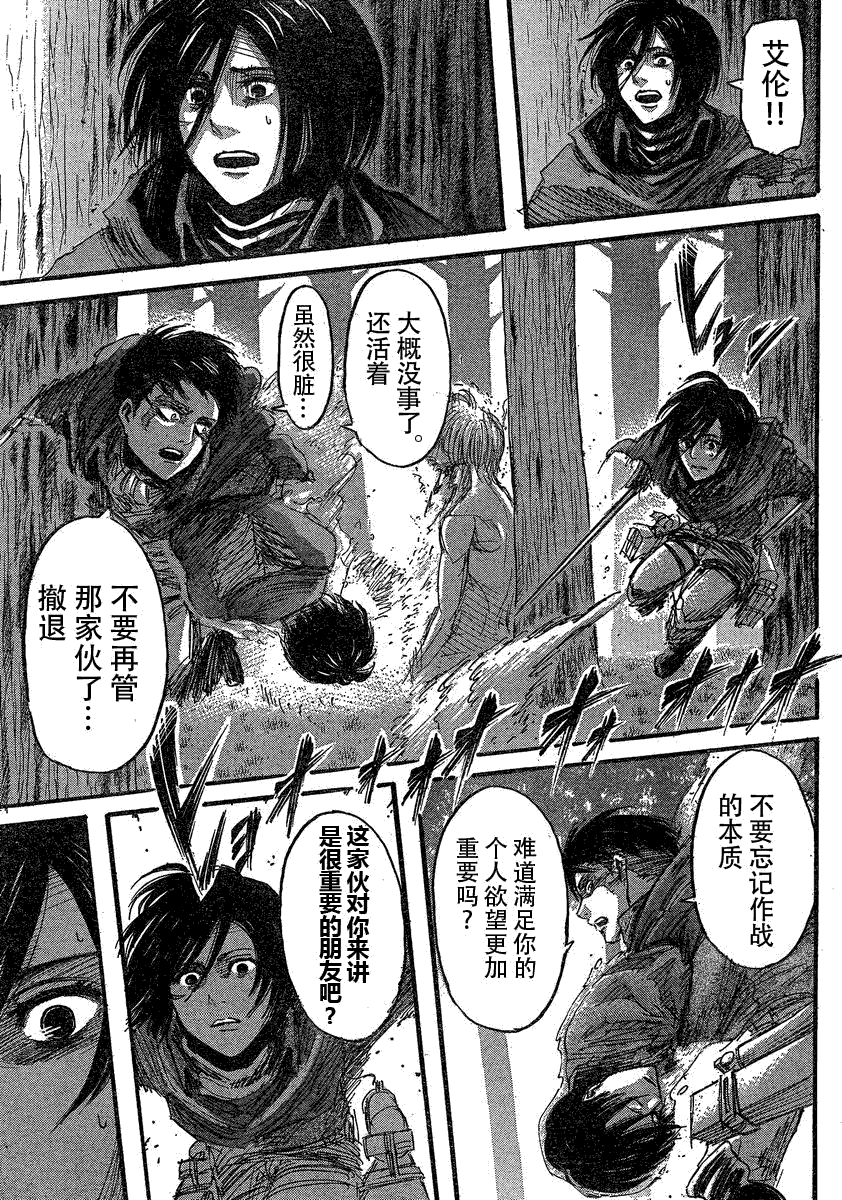 艾伦!!
大概没事了。
还活着
虽然很脏…
不要再管
那家伙了…
撤退
不要忘记作战
的本质
难道满足你的
个人欲望更加
重要吗？
这家伙对你来讲
是很重要的朋友吧？